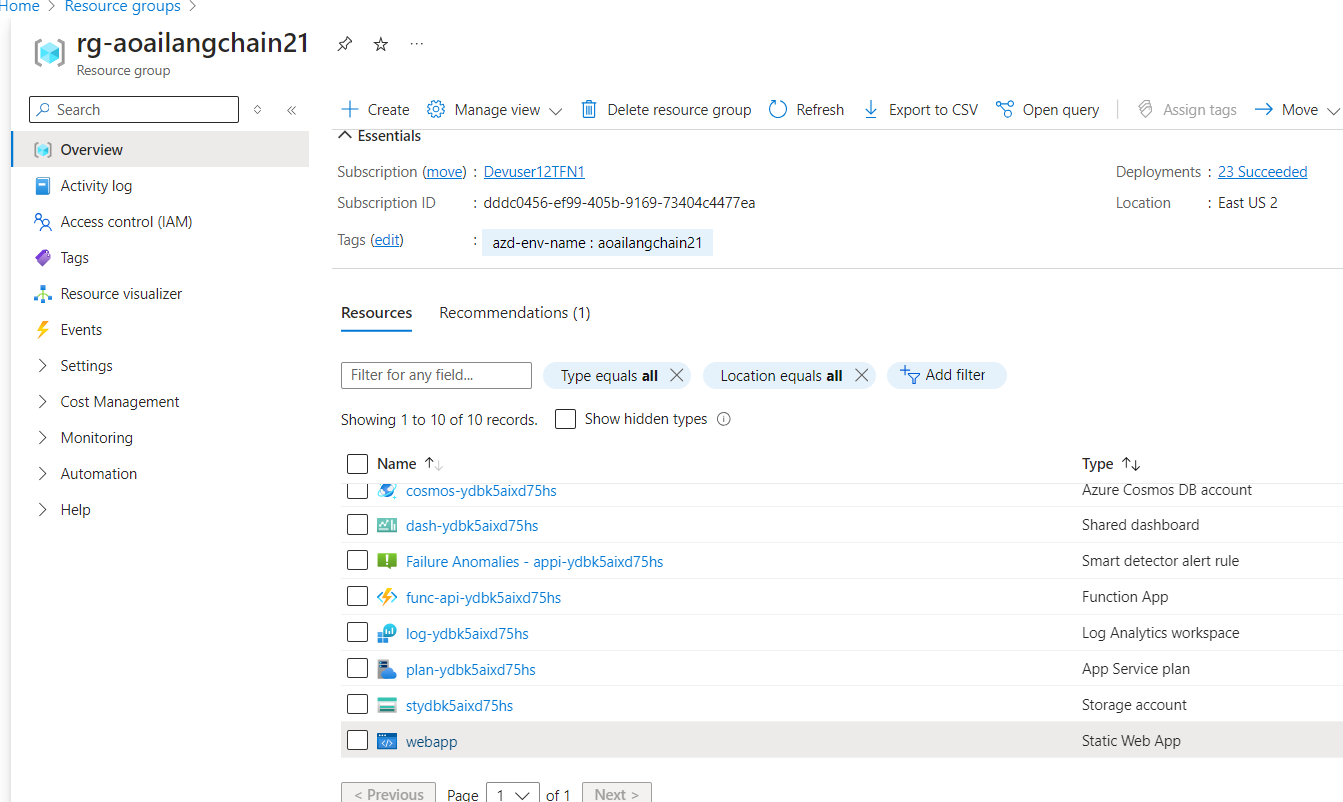 Home > Resource groups >
rg-aoailangchain21
Resource group
Search
Overview
Activity log
Access control (IAM)
Tags
Resource visualizer
Events
Settings
Cost Management
Monitoring
Automation
Help
Create Manage view Delete resource group Refresh Export to CSV Open query Assign tags Move
Essentials
Subscription (move) : Devuser12TFN1
Deployments : 23 Succeeded
Subscription ID : dddc0456-ef99-405b-9169-73404c4477ea
Location : East US 2
Tags (edit) : azd-env-name : aoailangchain21
Resources Recommendations (1)
Filter for any field... Type equals all Location equals all Add filter
Showing 1 to 10 of 10 records. Show hidden types
Name Type
cosmos-ydbk5aixd75hs Azure Cosmos DB account
dash-ydbk5aixd75hs Shared dashboard
Failure Anomalies - appi-ydbk5aixd75hs Smart detector alert rule
func-api-ydbk5aixd75hs Function App
log-ydbk5aixd75hs Log Analytics workspace
plan-ydbk5aixd75hs App Service plan
stydbk5aixd75hs Storage account
webapp Static Web App
< Previous Page 1 of 1 Next >